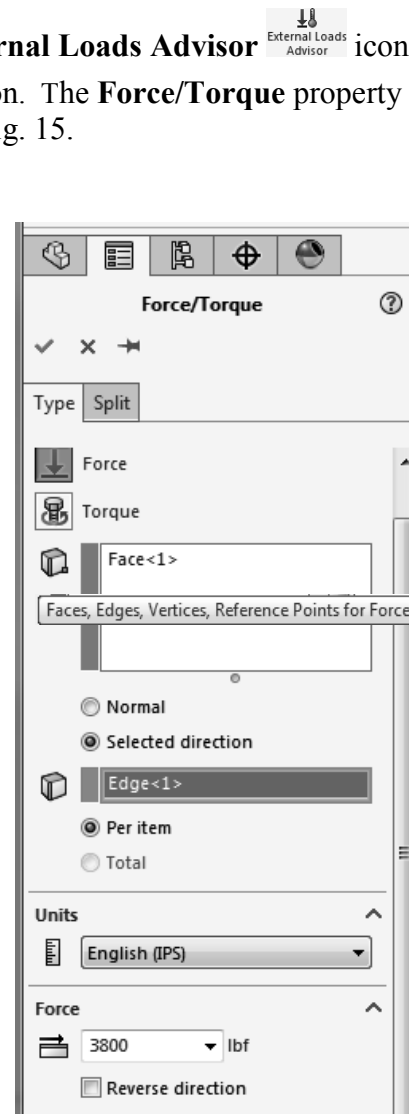 External Loads
Advisor
rnal Loads Advisor icon
on. The Force/Torque property
g. 15.
Force/Torque
?
Type Split
Force
Torque
Face<1>
Faces, Edges, Vertices, Reference Points for Force
Normal
Selected direction
Edge<1>
Per item
Total
Units
English (IPS)
Force
3800 lbf
Reverse direction